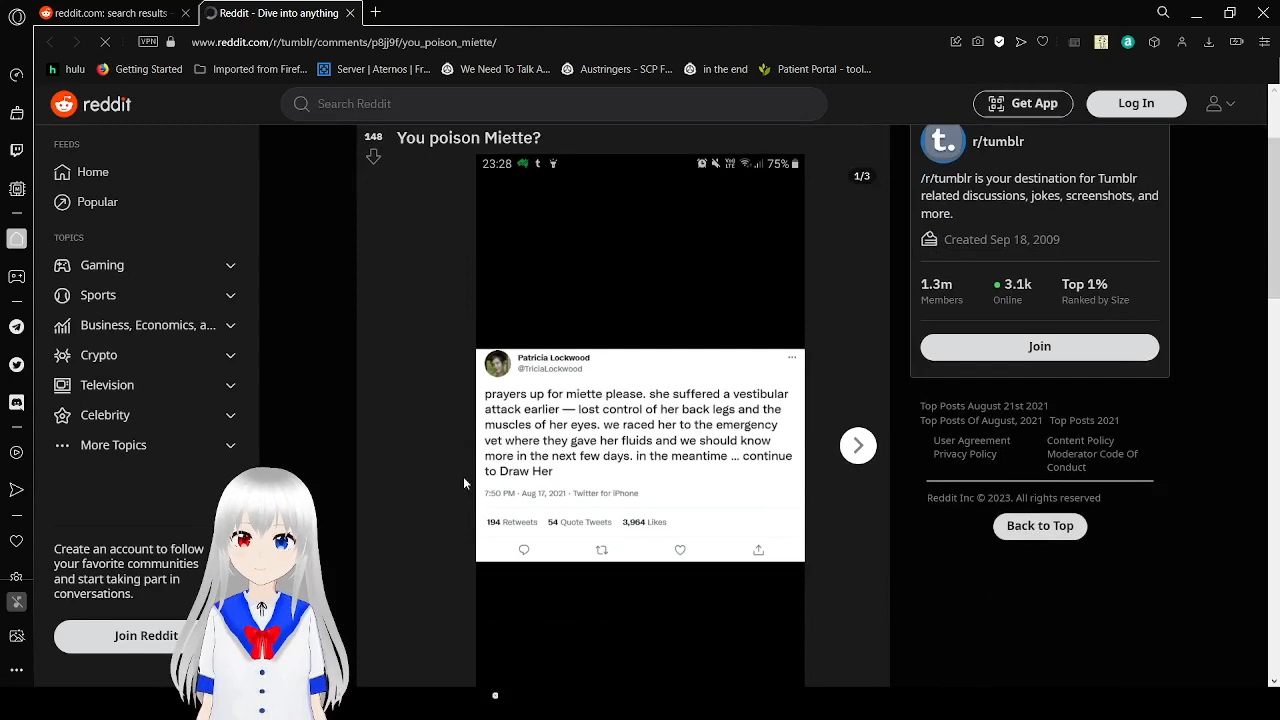 reddit.com: search results -
Reddit - Dive into anything
VPN
www.reddit.com/r/tumblr/comments/p8jj9f/you_poison_miette/
hulu
Getting Started
Imported from Firef...
Server | Aternos | Fr...
We Need To Talk A...
Austringers - SCP F...
in the end
Patient Portal - tool...
reddit
Search Reddit
Get App
Log In
FEEDS
Home
Popular
TOPICS
Gaming
Sports
Business, Economics, a...
Crypto
Television
Celebrity
More Topics
Create an account to follow
your favorite communities
and start taking part in
conversations.
Join Reddit
148
You poison Miette?
23:28
75%
1/3
Patricia Lockwood
@TriciaLockwood
prayers up for miette please. she suffered a vestibular
attack earlier — lost control of her back legs and the
muscles of her eyes. we raced her to the emergency
vet where they gave her fluids and we should know
more in the next few days. in the meantime ... continue
to Draw Her
7:50 PM · Aug 17, 2021 · Twitter for iPhone
194 Retweets 54 Quote Tweets 3,964 Likes
t.
r/tumblr
/r/tumblr is your destination for Tumblr
related discussions, jokes, screenshots, and
more.
Created Sep 18, 2009
1.3m
Members
3.1k
Online
Top 1%
Ranked by Size
Join
Top Posts August 21st 2021
Top Posts Of August, 2021 Top Posts 2021
User Agreement
Privacy Policy
Content Policy
Moderator Code Of
Conduct
Reddit Inc © 2023. All rights reserved
Back to Top